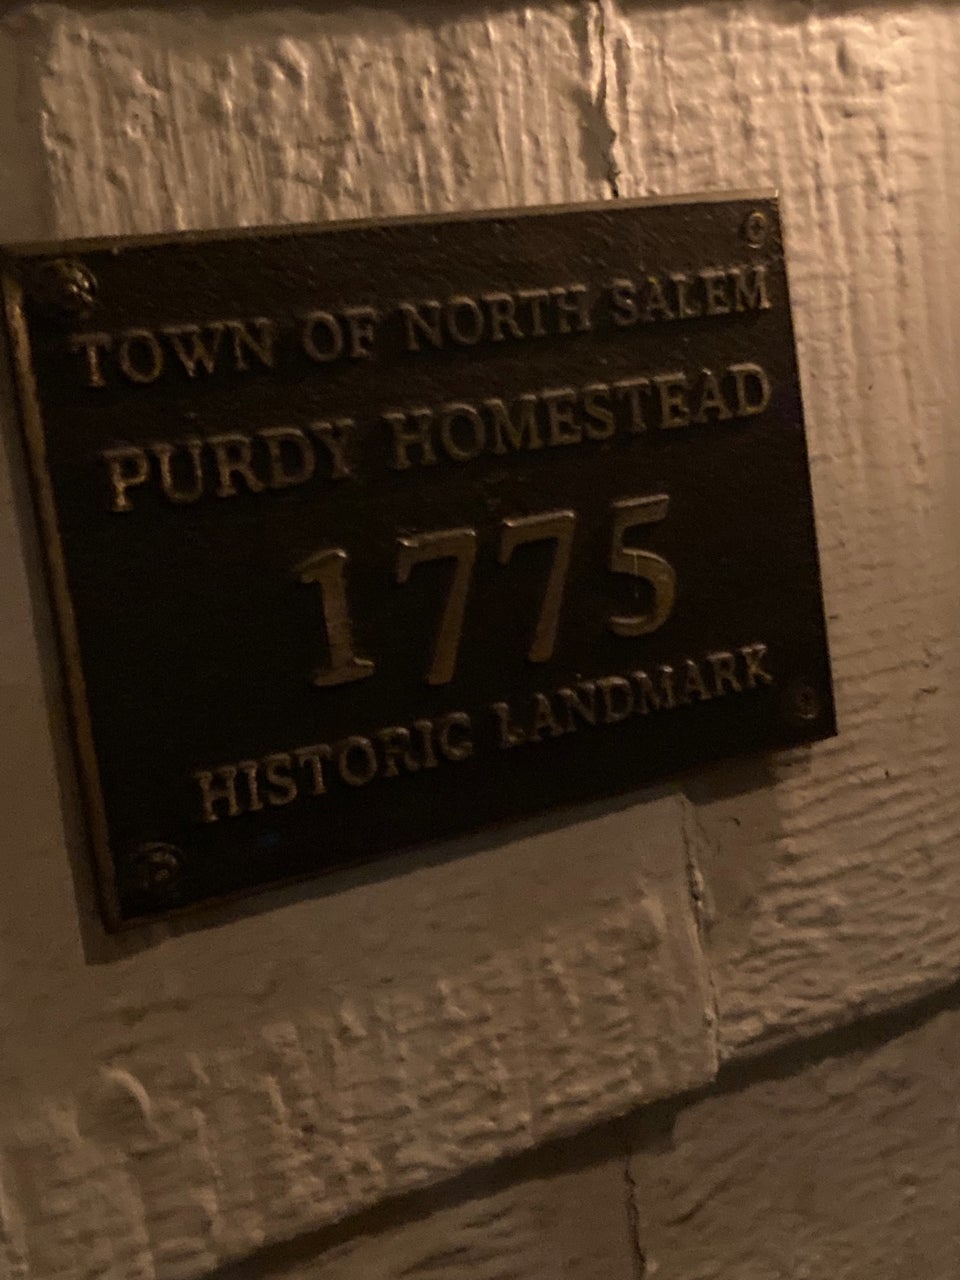 TOWN OF NORTH SALEM
PURDY HOMESTEAD
1775
HISTORIC LANDMARK